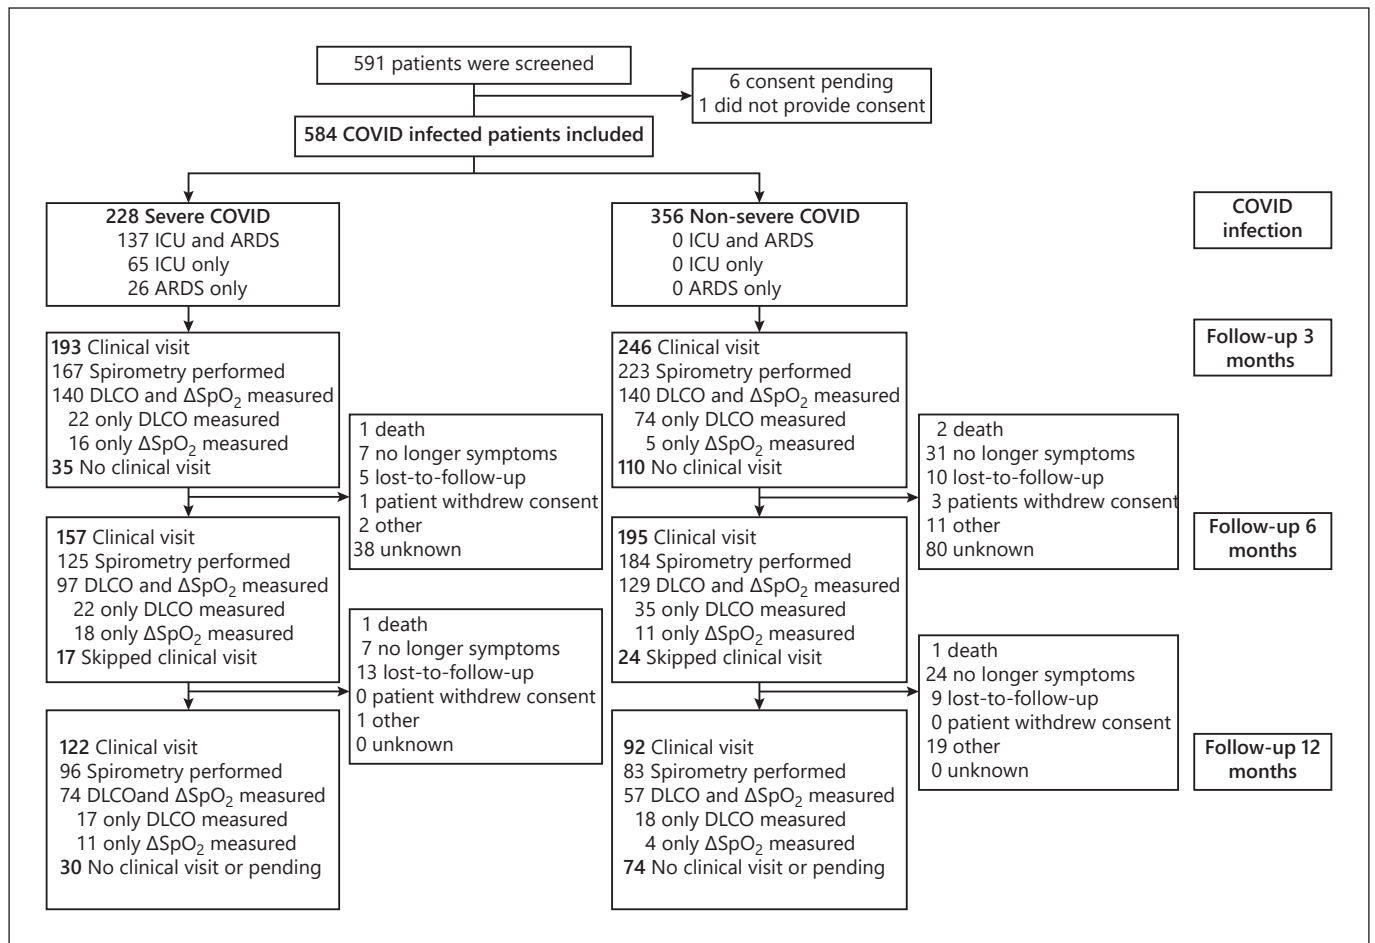 591 patients were screened
6 consent pending
1 did not provide consent
584 COVID infected patients included
228 Severe COVID
137 ICU and ARDS
65 ICU only
26 ARDS only
356 Non-severe COVID
0 ICU and ARDS
0 ICU only
0 ARDS only
COVID
infection
193 Clinical visit
167 Spirometry performed
140 DLCO and ΔSpO₂ measured
22 only DLCO measured
16 only ΔSpO₂ measured
35 No clinical visit
246 Clinical visit
223 Spirometry performed
140 DLCO and ΔSpO₂ measured
74 only DLCO measured
5 only ΔSpO₂ measured
110 No clinical visit
Follow-up 3
months
1 death
7 no longer symptoms
5 lost-to-follow-up
1 patient withdrew consent
2 other
38 unknown
2 death
31 no longer symptoms
10 lost-to-follow-up
3 patients withdrew consent
11 other
80 unknown
157 Clinical visit
125 Spirometry performed
97 DLCO and ΔSpO₂ measured
22 only DLCO measured
18 only ΔSpO₂ measured
17 Skipped clinical visit
195 Clinical visit
184 Spirometry performed
129 DLCO and ΔSpO₂ measured
35 only DLCO measured
11 only ΔSpO₂ measured
24 Skipped clinical visit
Follow-up 6
months
1 death
7 no longer symptoms
13 lost-to-follow-up
0 patient withdrew consent
1 other
0 unknown
1 death
24 no longer symptoms
9 lost-to-follow-up
0 patient withdrew consent
19 other
0 unknown
122 Clinical visit
96 Spirometry performed
74 DLCOand ΔSpO₂ measured
17 only DLCO measured
11 only ΔSpO₂ measured
30 No clinical visit or pending
92 Clinical visit
83 Spirometry performed
57 DLCO and ΔSpO₂ measured
18 only DLCO measured
4 only ΔSpO₂ measured
74 No clinical visit or pending
Follow-up 12
months